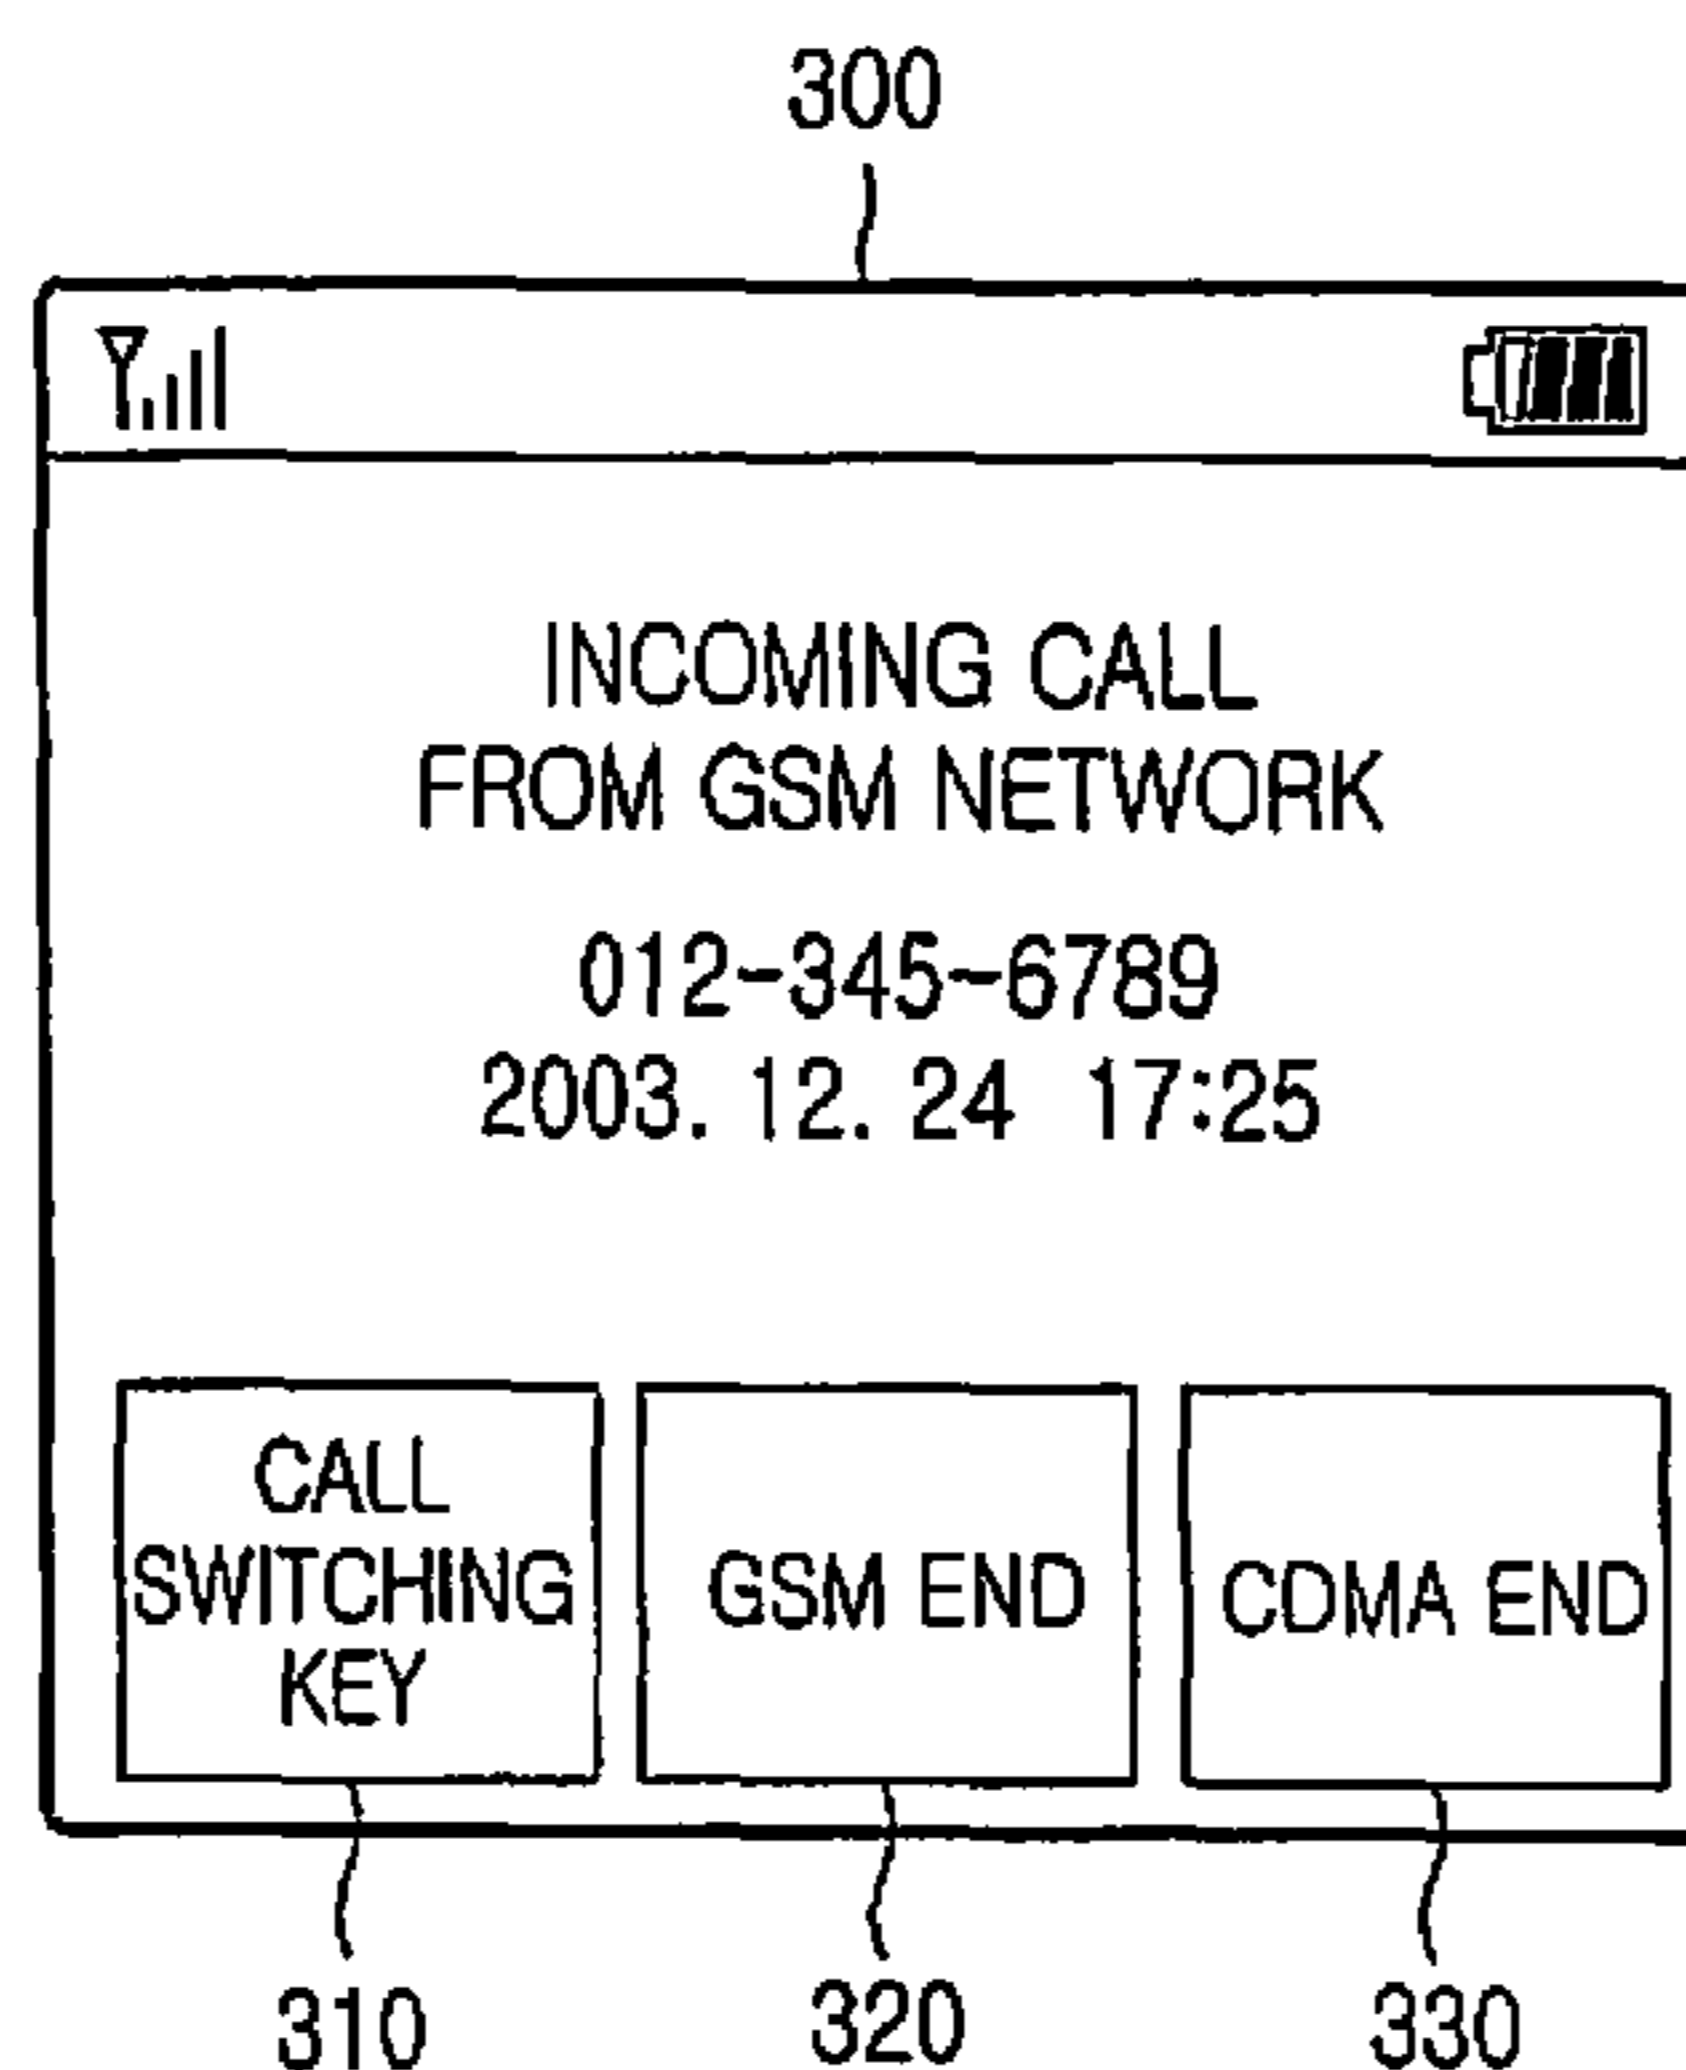 300
INCOMING CALL
FROM GSM NETWORK
012-345-6789
2003. 12. 24 17:25
CALL
SWITCHING
KEY
GSM END
CDMA END
310 320 330